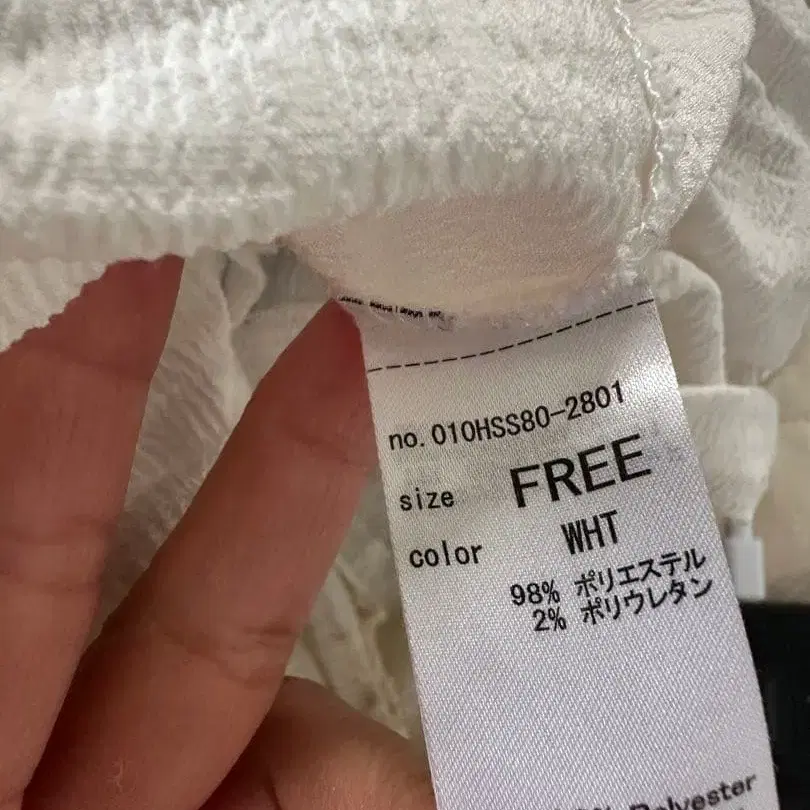 no. 010HSS80-2801
size FREE
color WHT
98% ポリエステル
2% ポリウレタン
Polyester